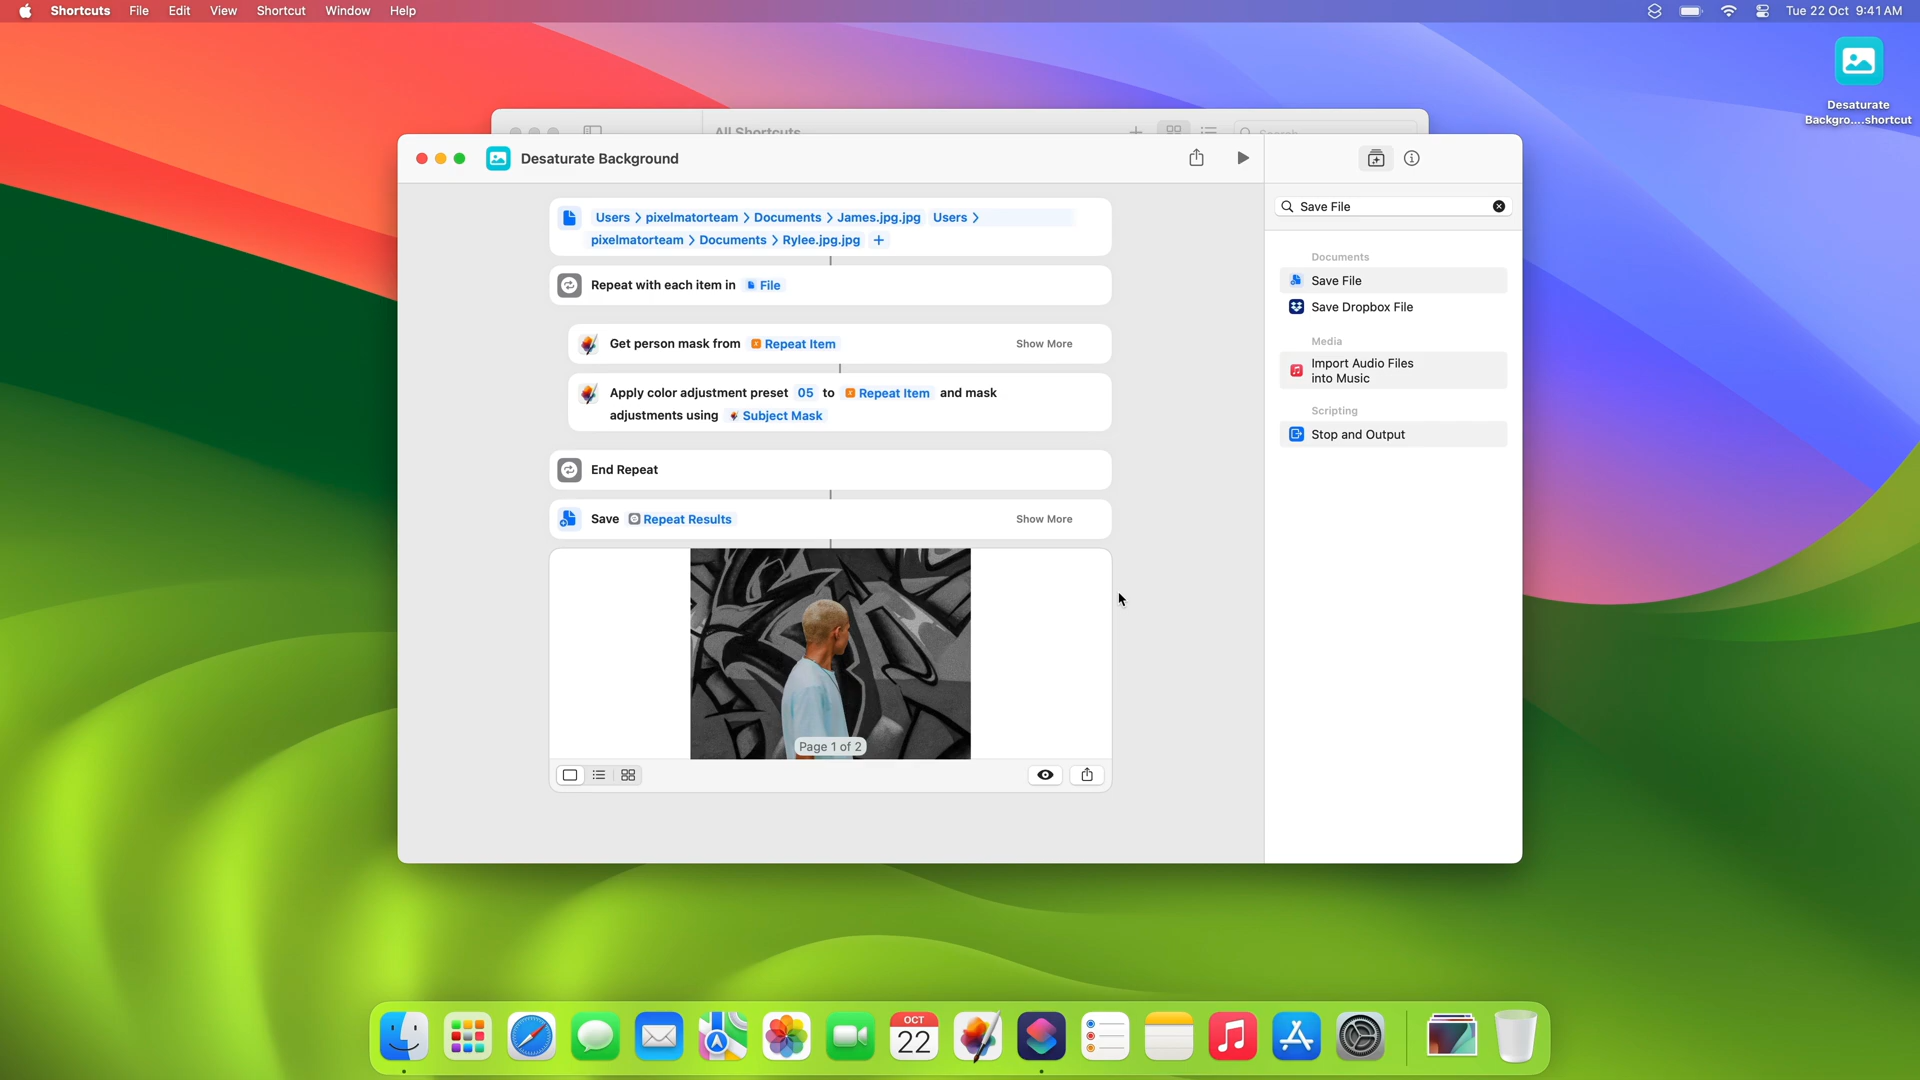 Shortcuts File Edit View Shortcut Window Help
Tue 22 Oct 9:41 AM
Desaturate
Backgro....shortcut
All Shortcuts
Search
Desaturate Background
Users > pixelmatorteam > Documents > James.jpg.jpg Users >
pixelmatorteam > Documents > Rylee.jpg.jpg +
Repeat with each item in File
Get person mask from Repeat Item Show More
Apply color adjustment preset 05 to Repeat Item and mask
adjustments using Subject Mask
End Repeat
Save Repeat Results Show More
Page 1 of 2
Save File
Documents
Save File
Save Dropbox File
Media
Import Audio Files
into Music
Scripting
Stop and Output
OCT
22